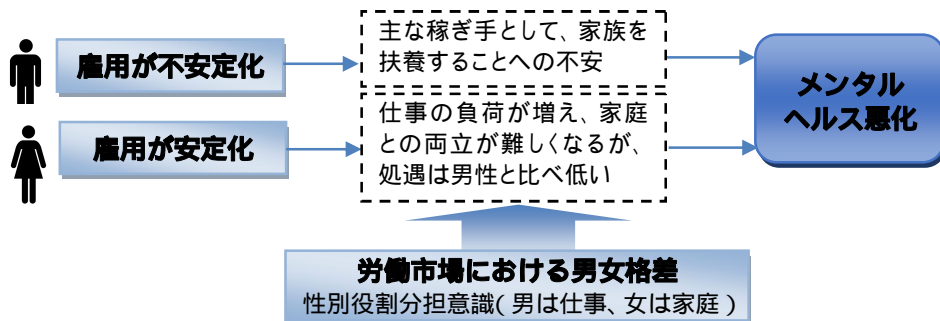 雇用が不安定化
主な稼ぎ手として、家族を
扶養することへの不安
雇用が安定化
仕事の負荷が増え、家庭
との両立が難しくなるが、
処遇は男性と比べ低い
メンタル
ヘルス悪化
労働市場における男女格差
性別役割分担意識(男は仕事、女は家庭)